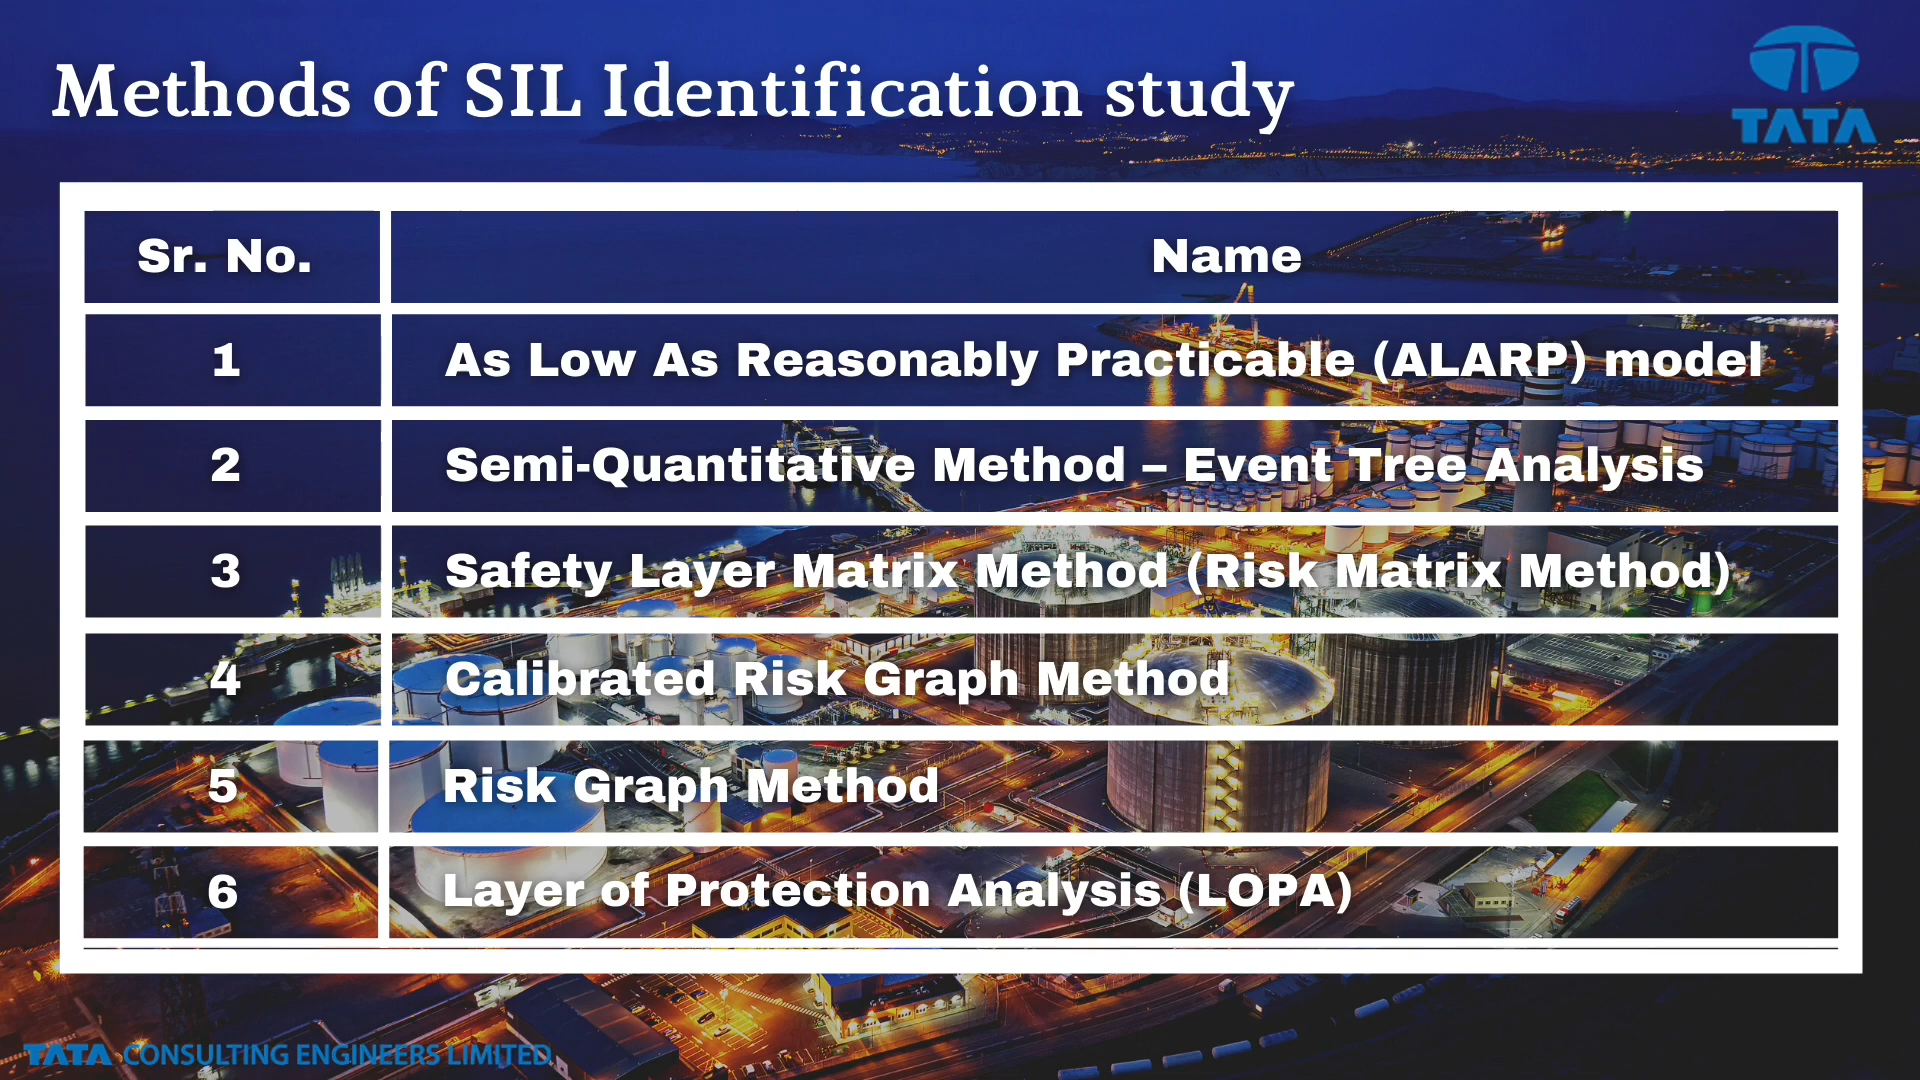 Methods of SIL Identification study
TATA
Sr. No. Name
1 As Low As Reasonably Practicable (ALARP) model
2 Semi-Quantitative Method – Event Tree Analysis
3 Safety Layer Matrix Method (Risk Matrix Method)
4 Calibrated Risk Graph Method
5 Risk Graph Method
6 Layer of Protection Analysis (LOPA)
TATA CONSULTING ENGINEERS LIMITED